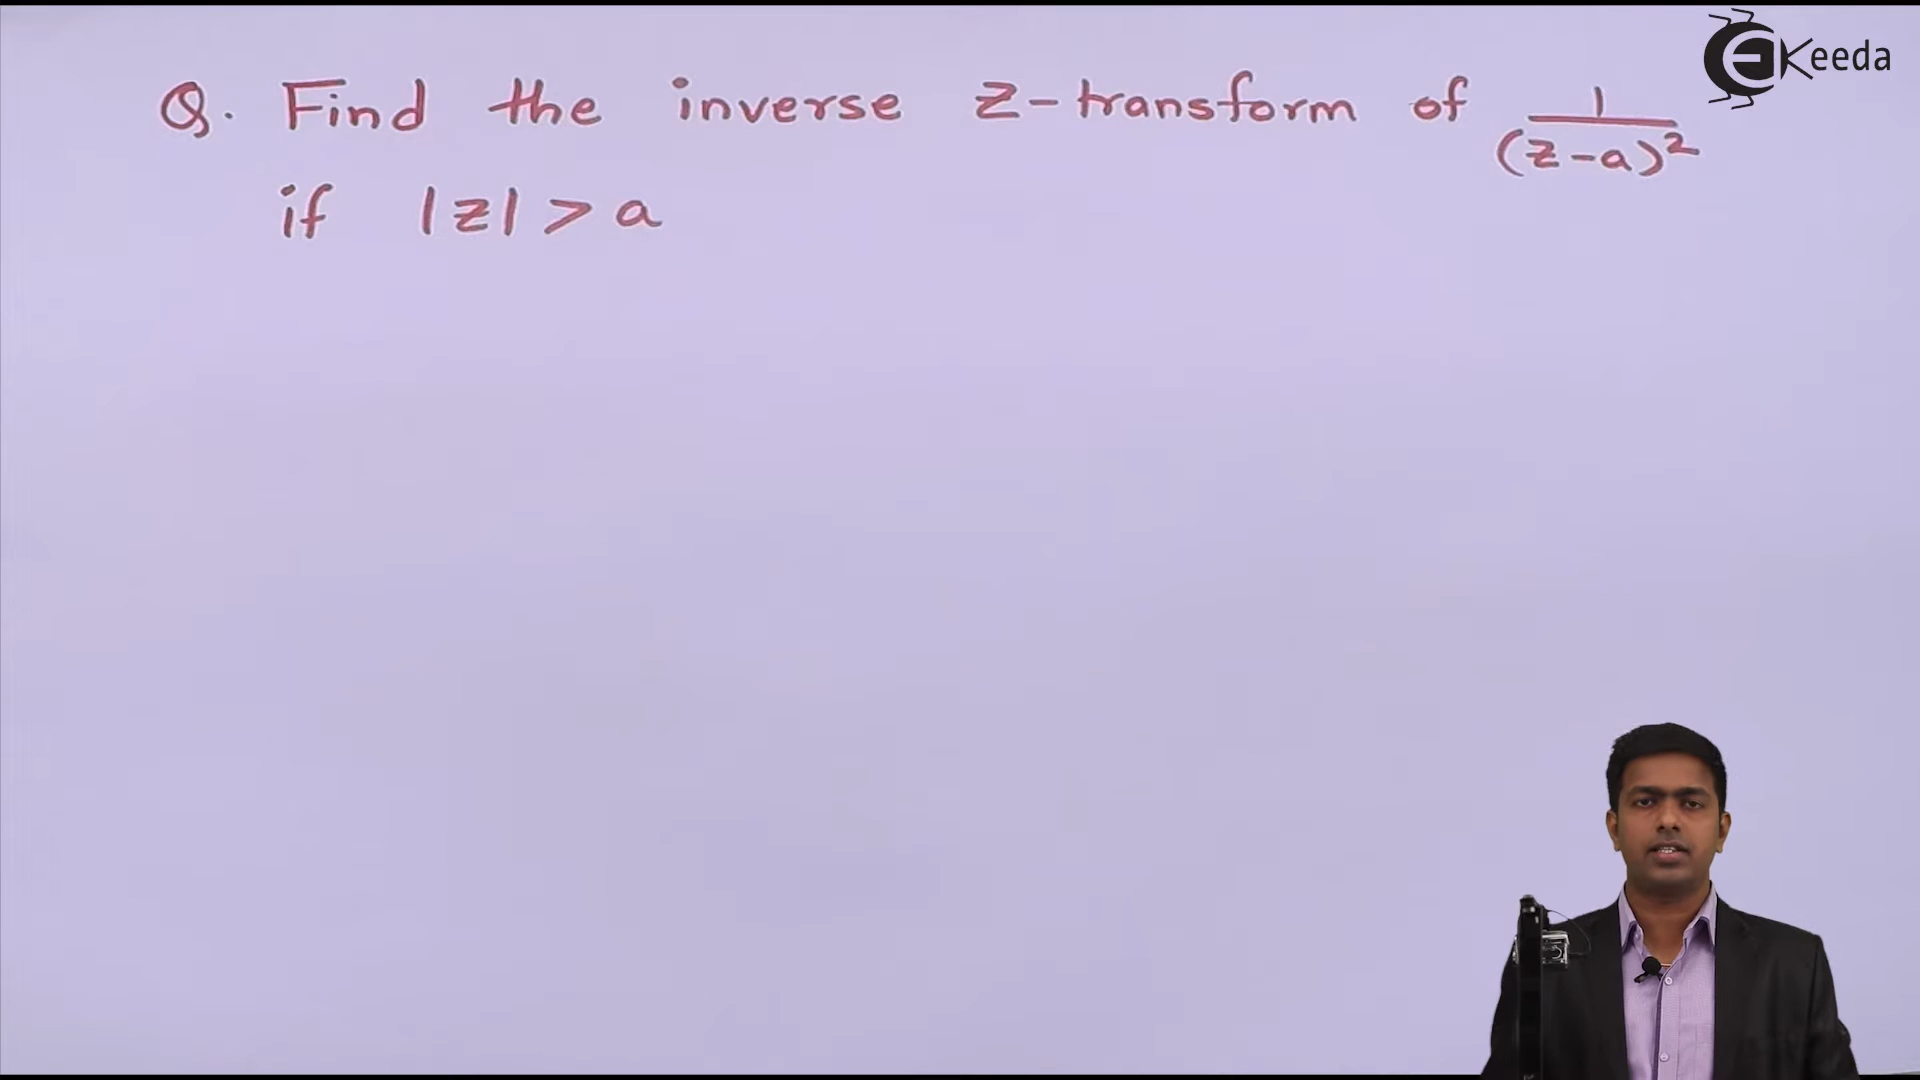 Keeda
Q. Find the inverse Z-transform of 1/(z-a)²
if |z| > a